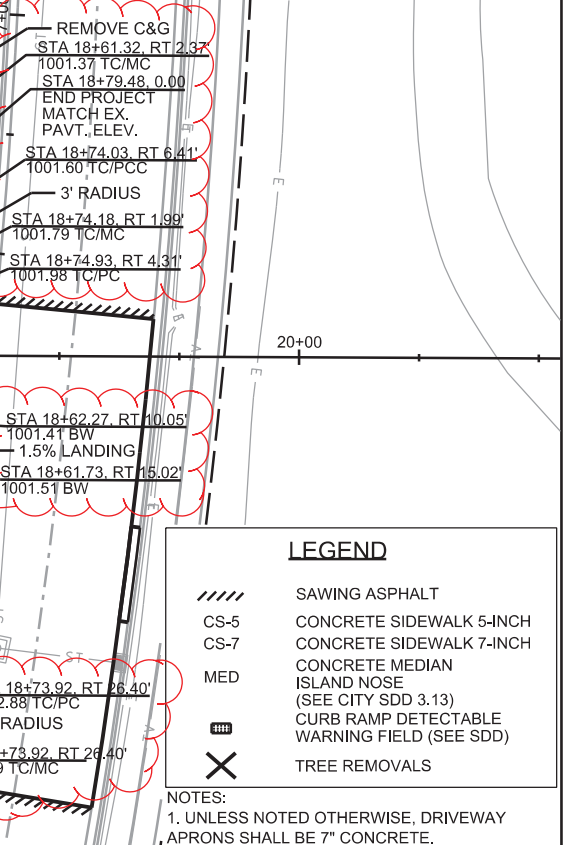 REMOVE C&G
STA 18+61.32, RT 2.37'
1001.37 TC/MC
STA 18+79.48, 0.00
END PROJECT
MATCH EX.
PAVT. ELEV.
STA 18+74.03, RT 6.41'
1001.60 TC/PCC
3' RADIUS
STA 18+74.18, RT 1.99'
1001.79 TC/MC
STA 18+74.93, RT 4.31'
1001.98 TC/PC
E
20+00
E
STA 18+62.27, RT 10.05'
1001.41 BW
1.5% LANDING
STA 18+61.73, RT 15.02'
1001.51 BW
E
ST
18+73.92, RT 26.40'
2.88 TC/PC
RADIUS
+73.92, RT 26.40'
9 TC/MC
LEGEND
SAWING ASPHALT
CS-5 CONCRETE SIDEWALK 5-INCH
CS-7 CONCRETE SIDEWALK 7-INCH
MED CONCRETE MEDIAN
ISLAND NOSE
(SEE CITY SDD 3.13)
CURB RAMP DETECTABLE
WARNING FIELD (SEE SDD)
TREE REMOVALS
NOTES:
1. UNLESS NOTED OTHERWISE, DRIVEWAY
APRONS SHALL BE 7" CONCRETE.